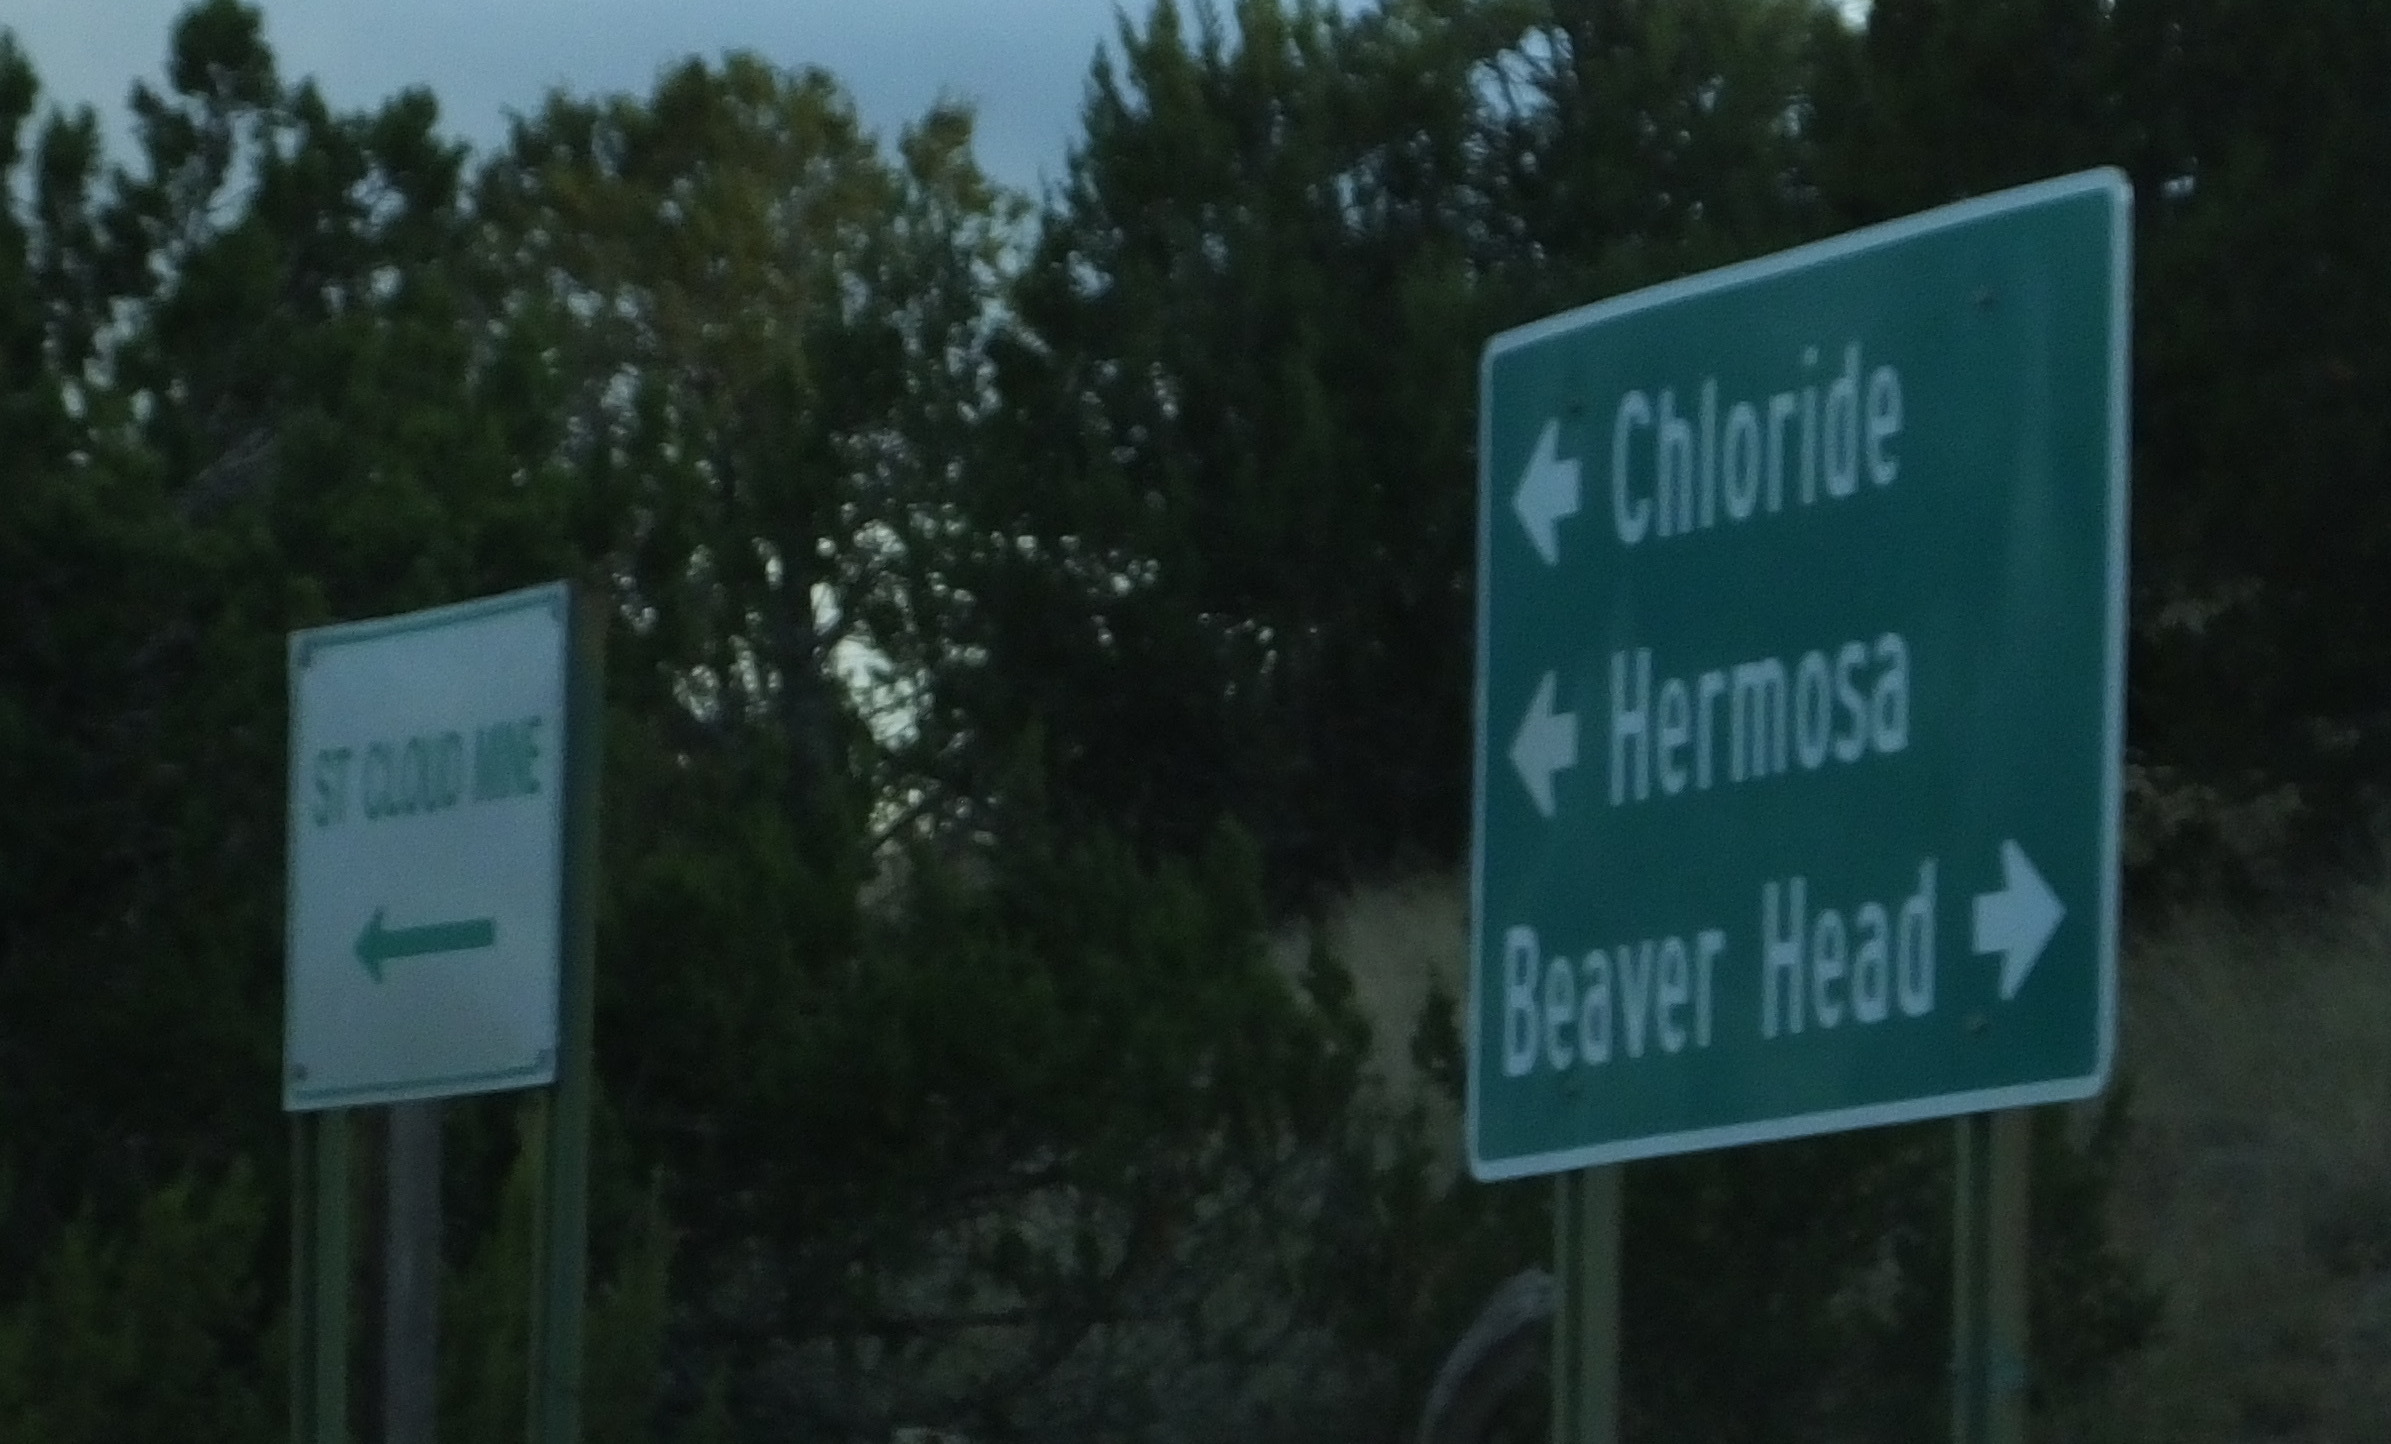 ST CLOUD MINE
Chloride
Hermosa
Beaver Head